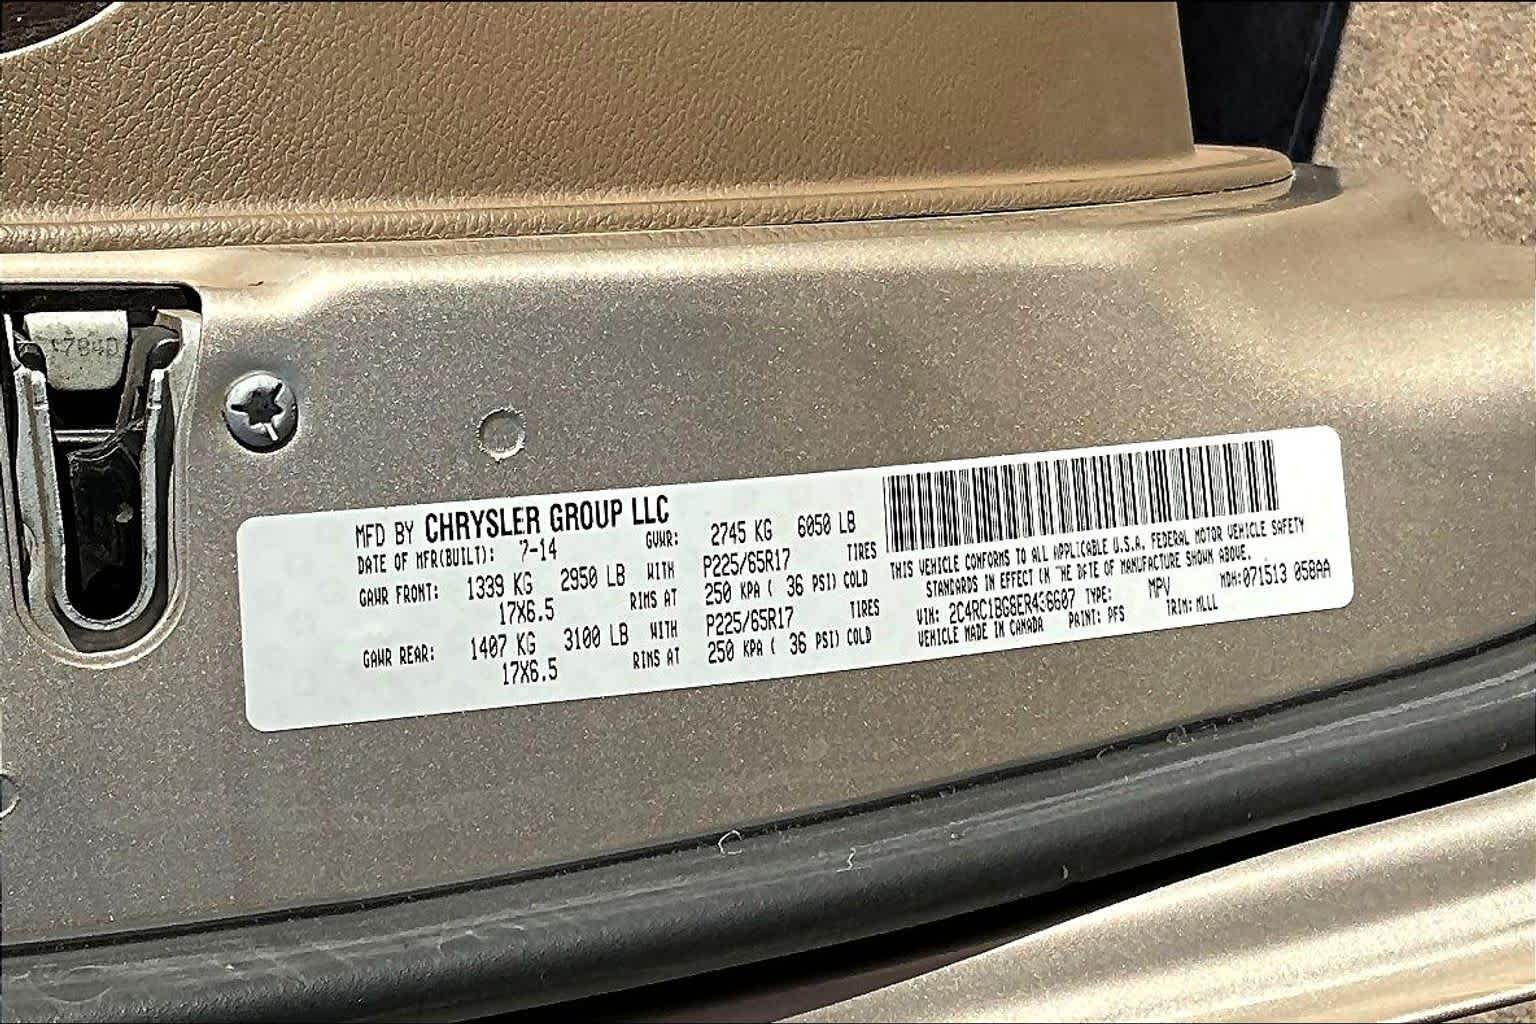 1784D
MFD BY CHRYSLER GROUP LLC
DATE OF MFR(BUILT): 7-14 GVWR: 2745 KG 6050 LB
GAWR FRONT: 1339 KG 2950 LB WITH P225/65R17 TIRES
17X6.5 RIMS AT 250 KPA ( 36 PSI) COLD
GAWR REAR: 1407 KG 3100 LB WITH P225/65R17 TIRES
17X6.5 RIMS AT 250 KPA ( 36 PSI) COLD
THIS VEHICLE CONFORMS TO ALL APPLICABLE U.S.A. FEDERAL MOTOR VEHICLE SAFETY
STANDARDS IN EFFECT ON THE DATE OF MANUFACTURE SHOWN ABOVE.
VIN: 2C4RC1BG8ER436607 TYPE: MPV MDH:071513 058AA
VEHICLE MADE IN CANADA PAINT: PFS TRIM: MLLL